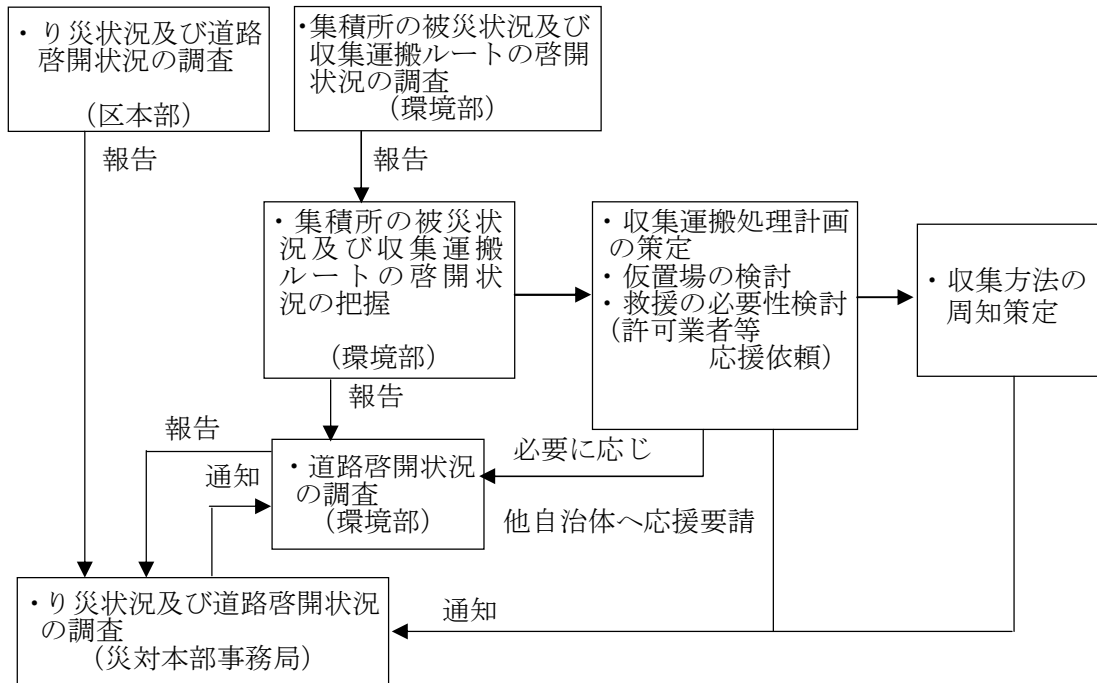 ・り災状況及び道路
啓開状況の調査
（区本部）
・集積所の被災状況及び
収集運搬ルートの啓開
状況の調査
（環境部）
報告
報告
・集積所の被災状
況及び収集運搬
ルートの啓開状
況の把握
（環境部）
・収集運搬処理計画
の策定
・仮置場の検討
・救援の必要性検討
（許可業者等
応援依頼）
・収集方法の
周知策定
報告
報告
通知
・道路啓開状況
の調査
（環境部）
必要に応じ
他自治体へ応援要請
・り災状況及び道路啓開状況
の調査
（災対本部事務局）
通知